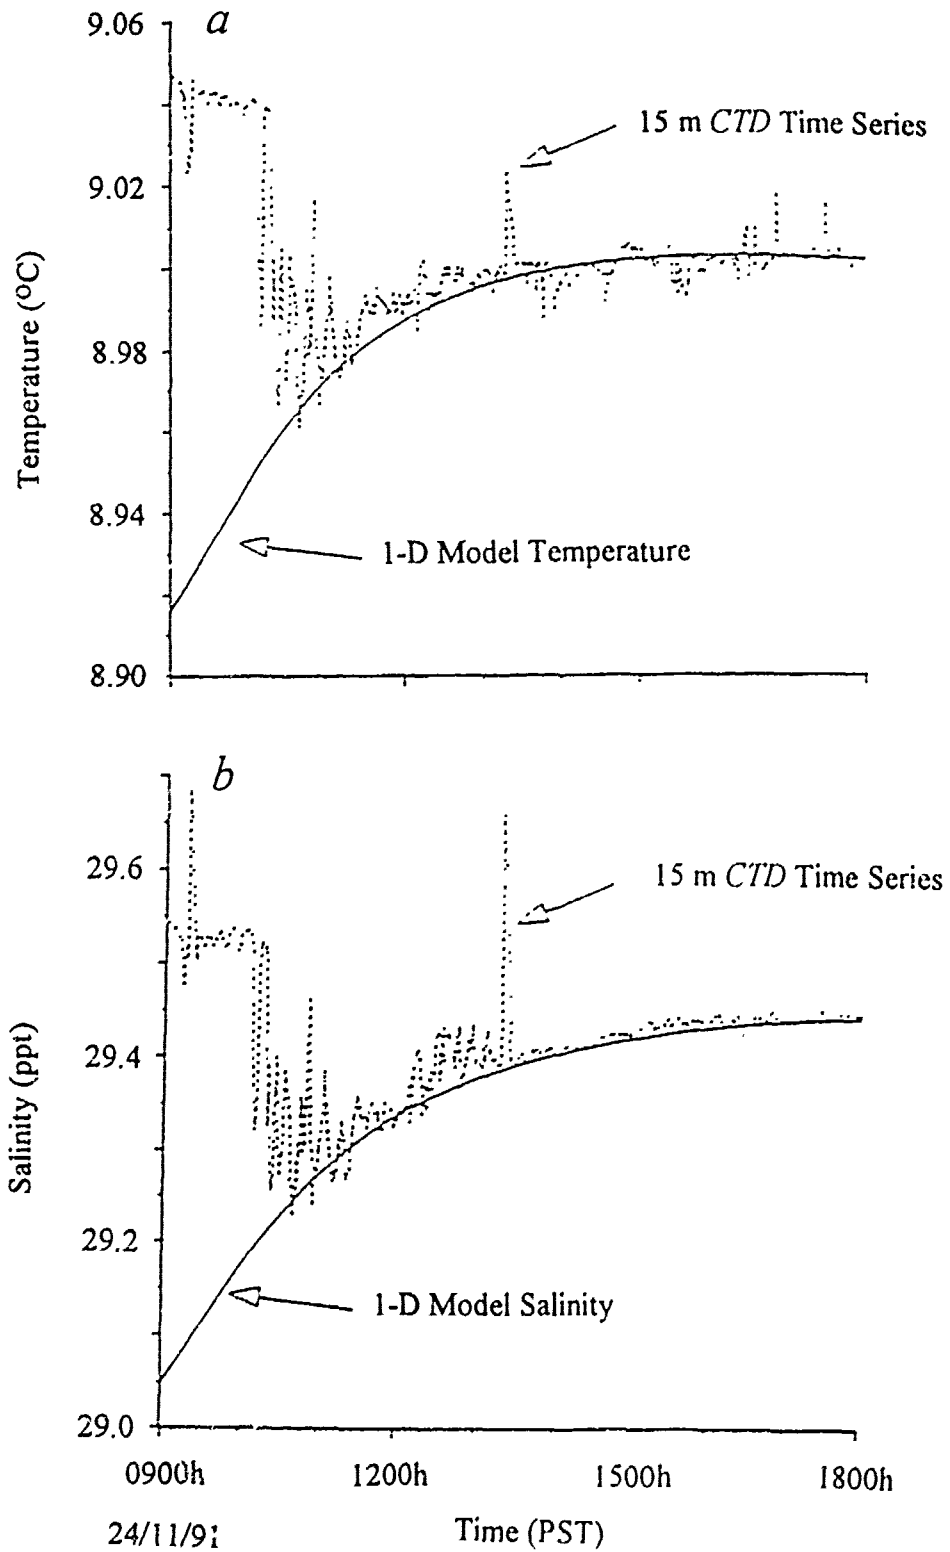 a
9.06
15 m CTD Time Series
9.02
Temperature (ºC)
8.98
8.94
1-D Model Temperature
8.90
b
29.6
15 m CTD Time Series
29.4
Salinity (ppt)
29.2
1-D Model Salinity
29.0
0900h 1200h 1500h 1800h
24/11/91 Time (PST)